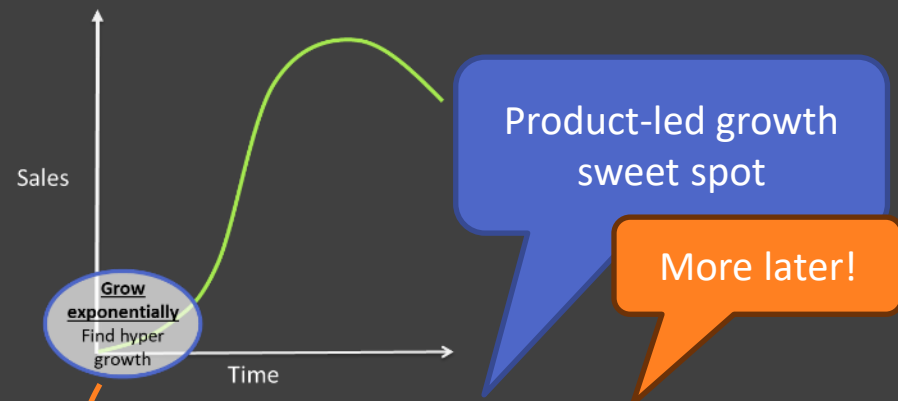 Sales
Grow
exponentially
Find hyper
growth
Time
Product-led growth
sweet spot
More later!